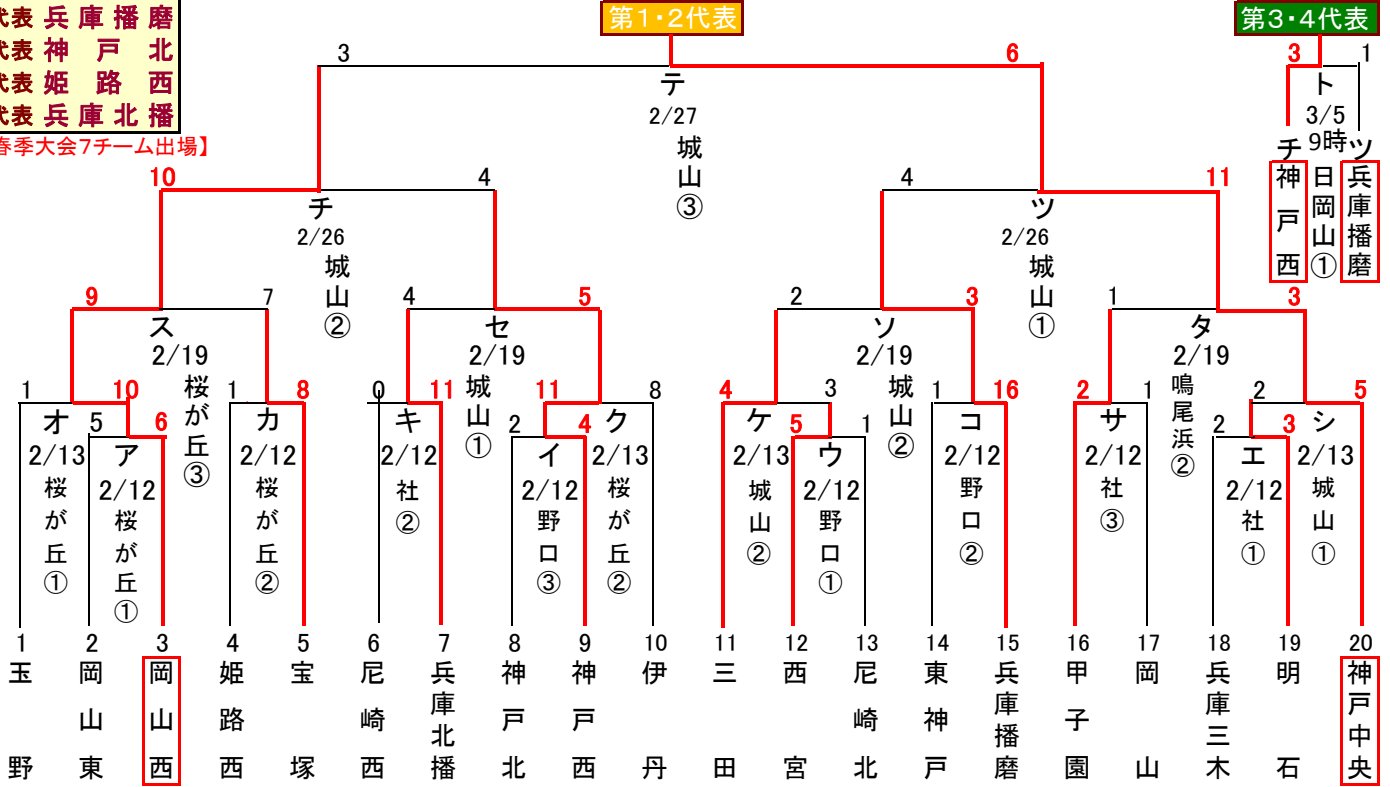 代表 兵庫播磨
代表 神戸北
代表 姫路西
代表 兵庫北播
春季大会7チーム出場】
第1・2代表
第3・4代表
3
6
テ
2/27
城山③
3
1
ト
3/5
9時
日岡山①
チ
神戸西
ツ
兵庫播磨
10
4
チ
2/26
城山②
4
11
ツ
2/26
城山①
9
7
ス
2/19
桜が丘③
4
5
セ
2/19
城山①
2
3
ソ
2/19
城山②
1
3
タ
2/19
鳴尾浜②
1
10
オ
2/13
桜が丘①
5
6
ア
2/12
桜が丘①
1
8
カ
2/12
桜が丘②
0
11
キ
2/12
社②
11
8
ク
2/13
桜が丘②
2
4
イ
2/12
野口③
4
3
ケ
2/13
城山②
5
1
ウ
2/12
野口①
1
16
コ
2/12
野口②
2
1
サ
2/12
社③
2
5
シ
2/13
城山①
2
3
エ
2/12
社①
1 玉野
2 岡山東
3 岡山西
4 姫路西
5 宝塚
6 尼崎西
7 兵庫北播
8 神戸北
9 神戸西
10 伊丹
11 三田
12 西宮
13 尼崎北
14 東神戸
15 兵庫播磨
16 甲子園
17 岡山
18 兵庫三木
19 明石
20 神戸中央